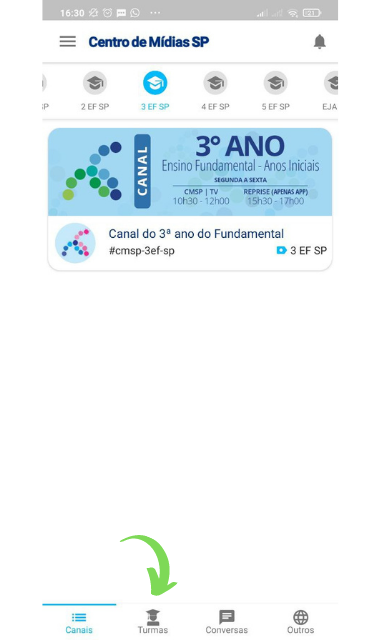 16:30
Centro de Mídias SP
SP
2 EF SP
3 EF SP
4 EF SP
5 EF SP
EJA
CANAL
3º ANO
Ensino Fundamental - Anos Iniciais
SEGUNDA A SEXTA
CMSP | TV
10h30 - 12h00
REPRISE (APENAS APP)
15h30 - 17h00
Canal do 3ª ano do Fundamental
#cmsp-3ef-sp
3 EF SP
Canais
Turmas
Conversas
Outros